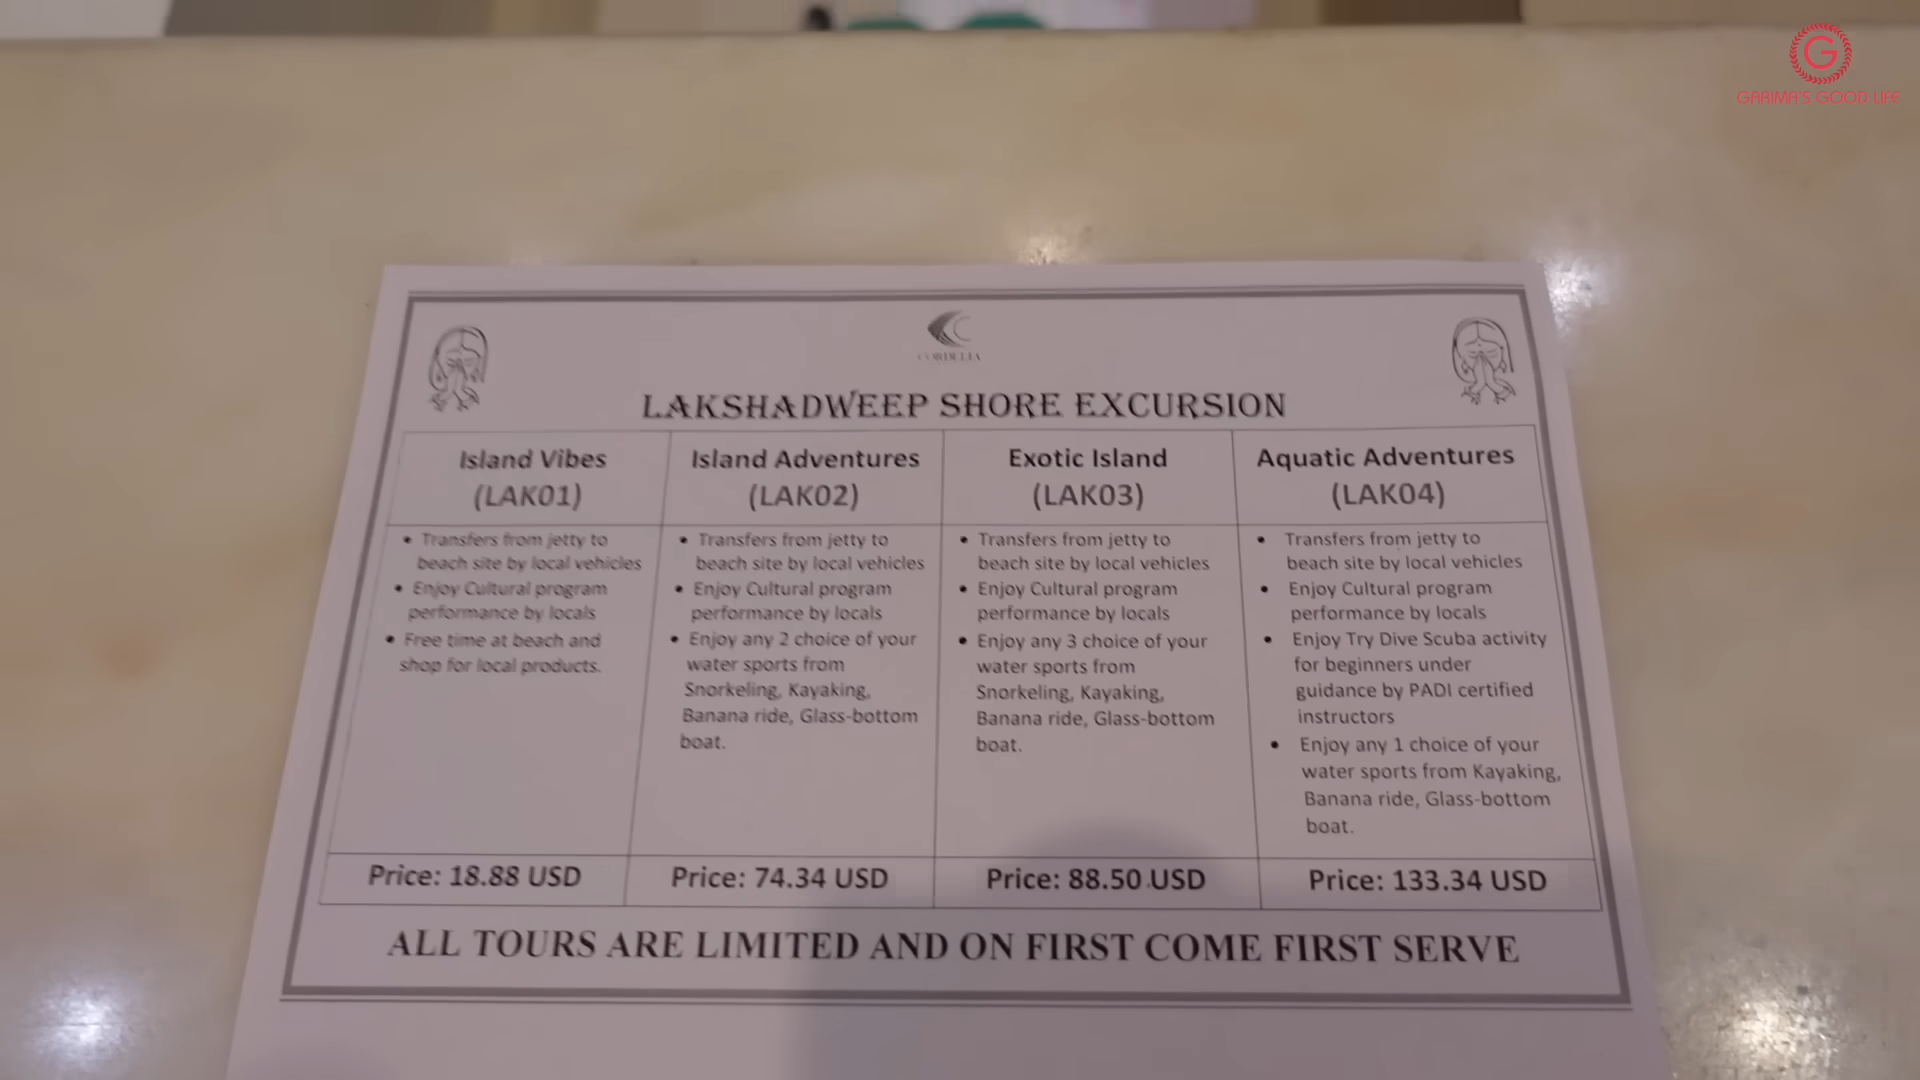 G
GARIMA'S GOOD LIFE
CORDELIA
LAKSHADWEEP SHORE EXCURSION
Island Vibes
(LAK01)
• Transfers from jetty to
beach site by local vehicles
• Enjoy Cultural program
performance by locals
• Free time at beach and
shop for local products.
Price: 18.88 USD
Island Adventures
(LAK02)
• Transfers from jetty to
beach site by local vehicles
• Enjoy Cultural program
performance by locals
• Enjoy any 2 choice of your
water sports from
Snorkeling, Kayaking,
Banana ride, Glass-bottom
boat.
Price: 74.34 USD
Exotic Island
(LAK03)
• Transfers from jetty to
beach site by local vehicles
• Enjoy Cultural program
performance by locals
• Enjoy any 3 choice of your
water sports from
Snorkeling, Kayaking,
Banana ride, Glass-bottom
boat.
Price: 88.50 USD
Aquatic Adventures
(LAK04)
• Transfers from jetty to
beach site by local vehicles
• Enjoy Cultural program
performance by locals
• Enjoy Try Dive Scuba activity
for beginners under
guidance by PADI certified
instructors
• Enjoy any 1 choice of your
water sports from Kayaking,
Banana ride, Glass-bottom
boat.
Price: 133.34 USD
ALL TOURS ARE LIMITED AND ON FIRST COME FIRST SERVE